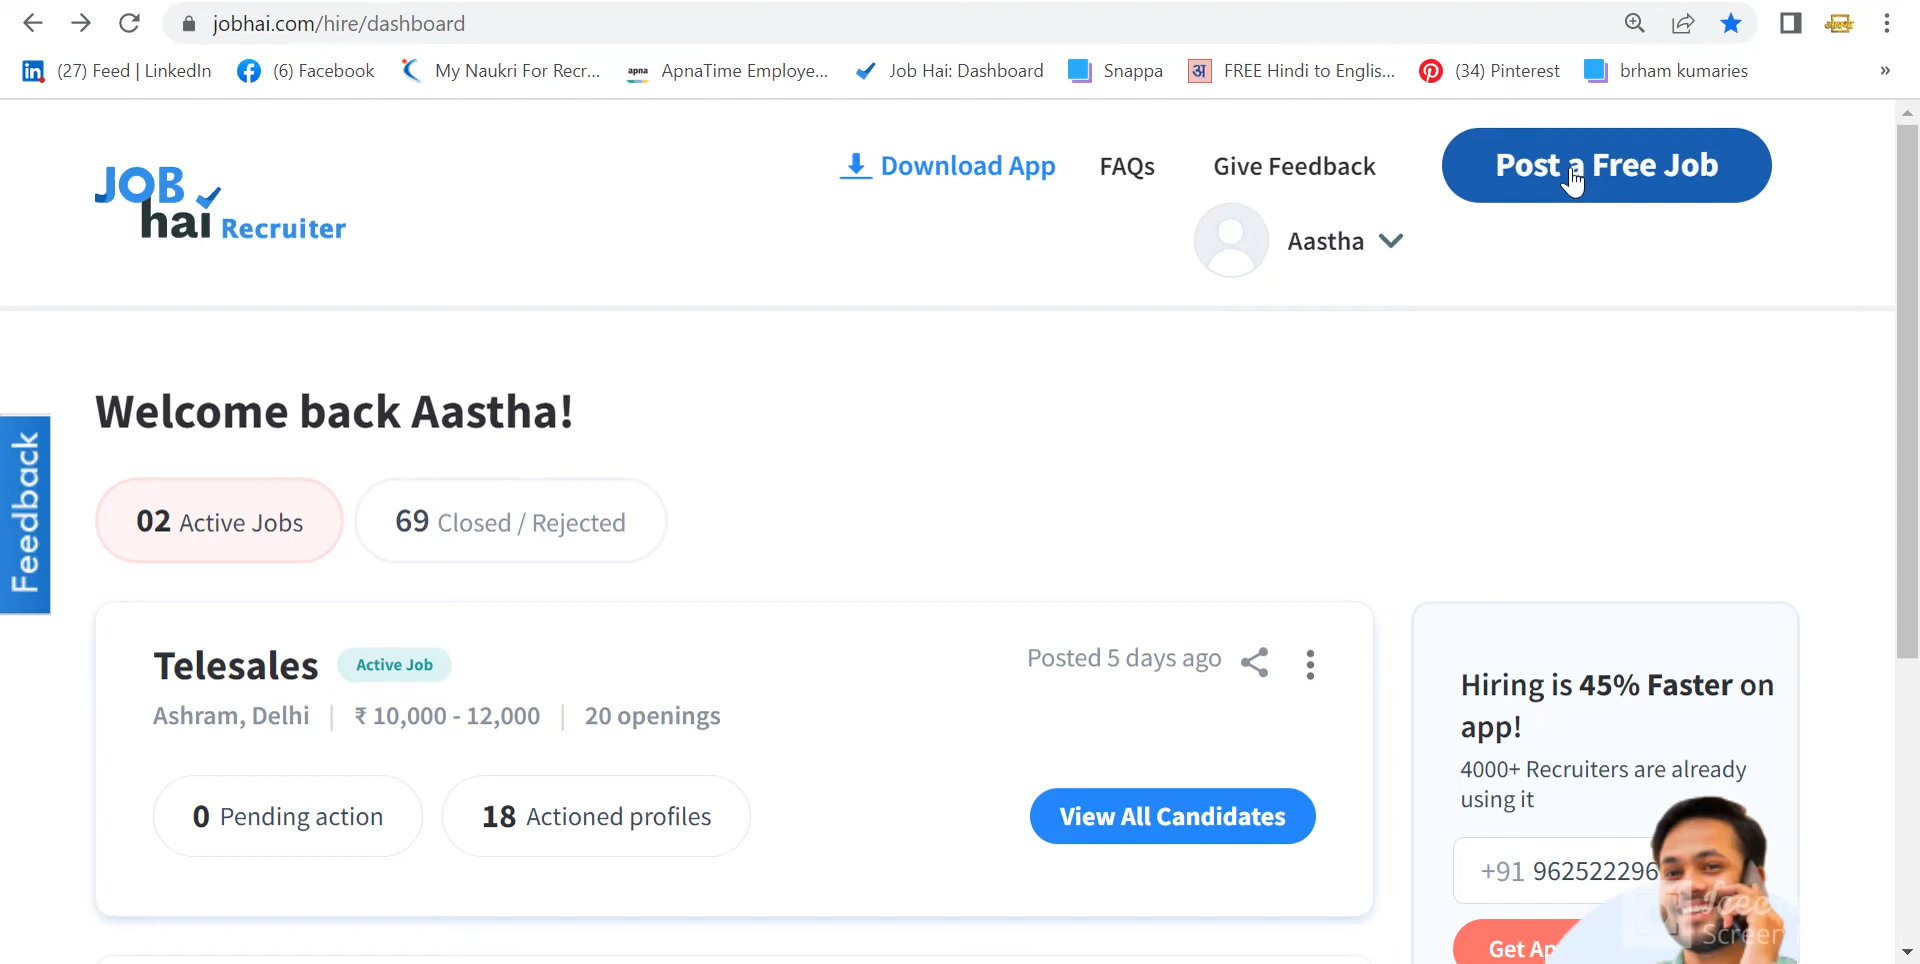 jobhai.com/hire/dashboard
(27) Feed | LinkedIn (6) Facebook My Naukri For Recr... apna ApnaTime Employe... Job Hai: Dashboard Snappa अ FREE Hindi to Englis... (34) Pinterest brham kumaries »
Download App FAQs Give Feedback Post a Free Job
JOB
hai Recruiter
Aastha
Welcome back Aastha!
Feedback
02 Active Jobs 69 Closed / Rejected
Telesales Active Job Posted 5 days ago
Ashram, Delhi | ₹ 10,000 - 12,000 | 20 openings
0 Pending action 18 Actioned profiles View All Candidates
Hiring is 45% Faster on
app!
4000+ Recruiters are already
using it
+91 962522296
Get Ap
Screen